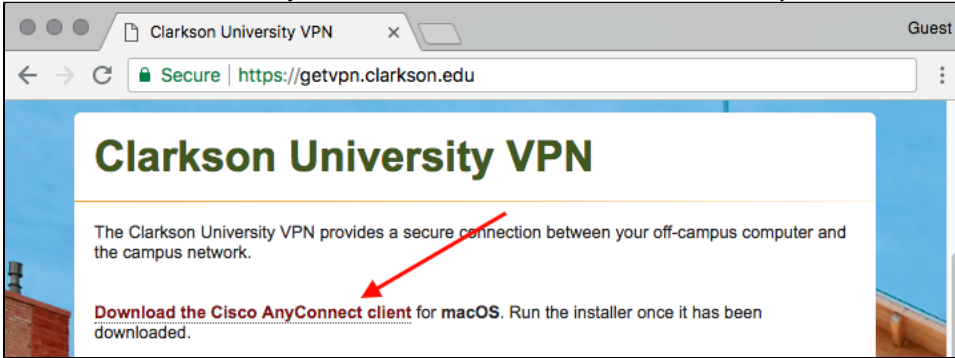 Clarkson University VPN
Guest
Secure | https://getvpn.clarkson.edu
Clarkson University VPN
The Clarkson University VPN provides a secure connection between your off-campus computer and
the campus network.
Download the Cisco AnyConnect client for macOS. Run the installer once it has been
downloaded.